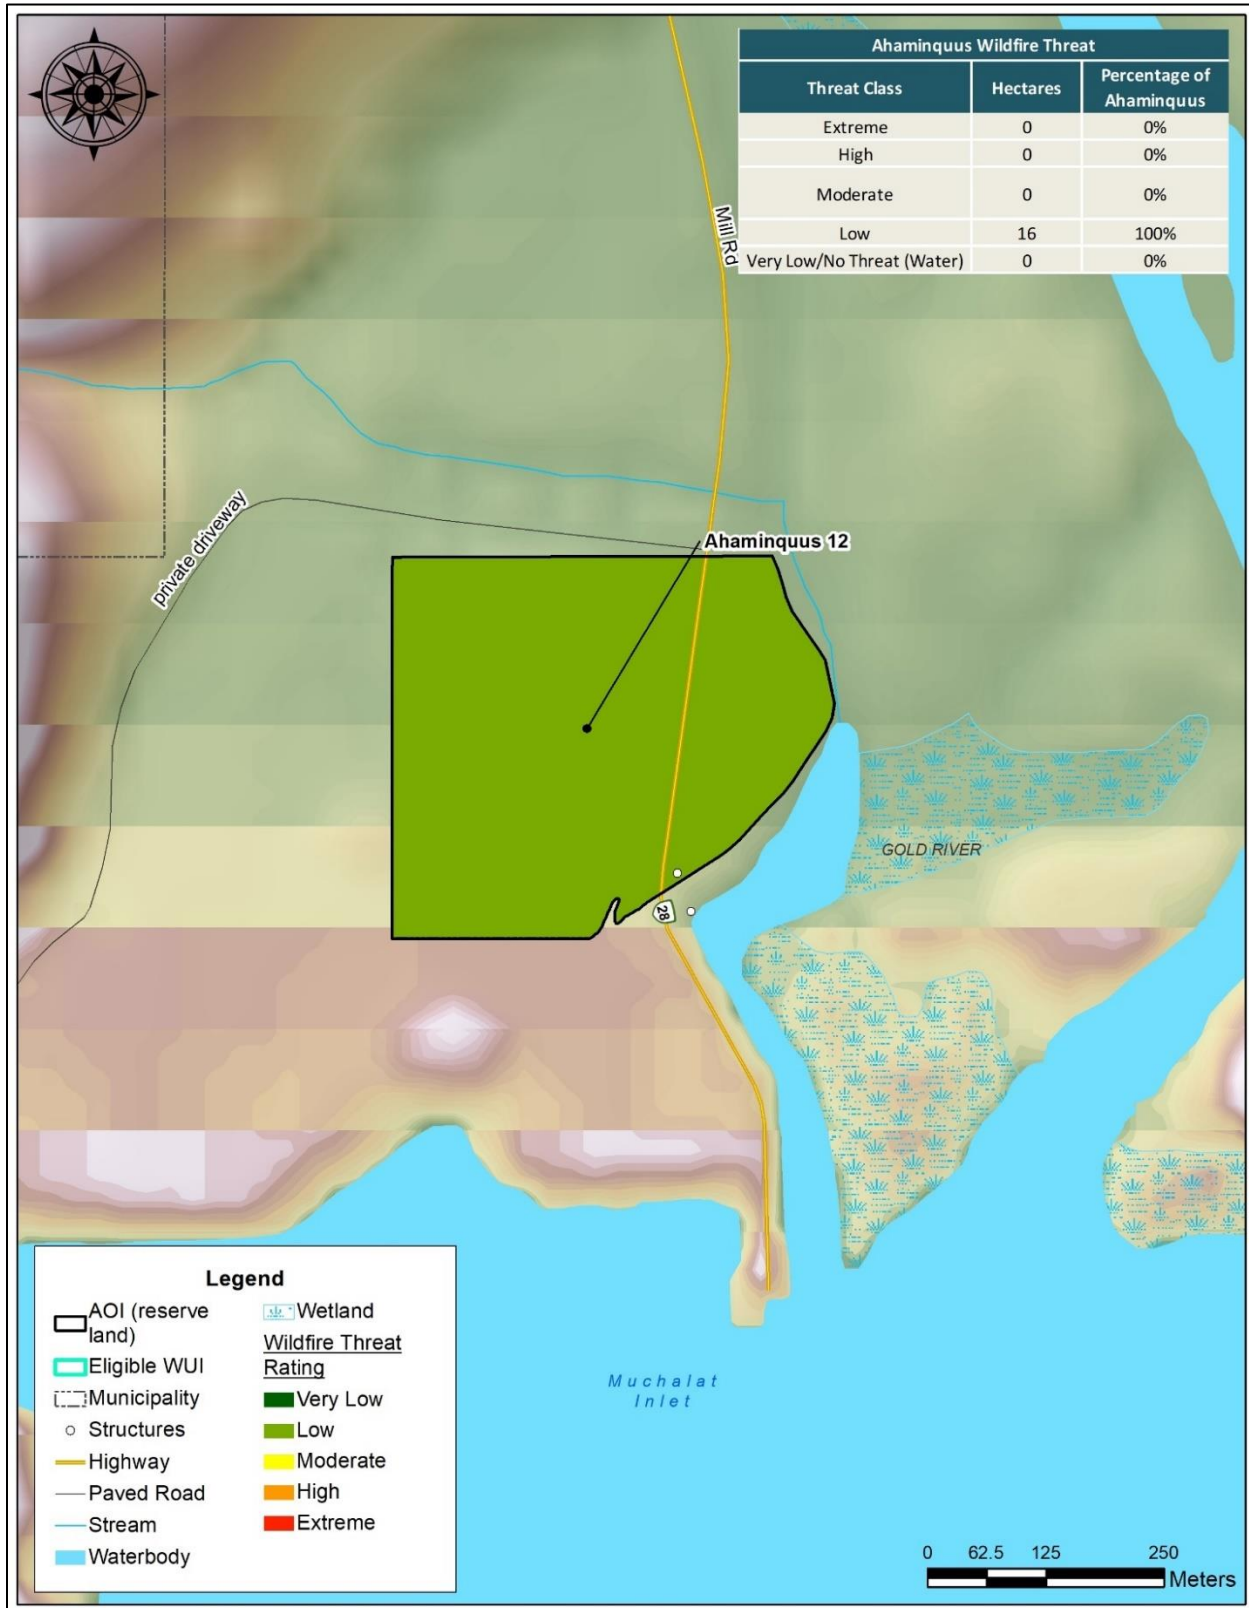 Ahaminquus Wildfire Threat
Threat Class Hectares Percentage of
Ahaminquus
Extreme 0 0%
High 0 0%
Moderate 0 0%
Low 16 100%
Very Low/No Threat (Water) 0 0%
Mill Rd
private driveway
Ahaminquus 12
GOLD RIVER
28
Muchalat
Inlet
Legend
AOI (reserve
land)
Eligible WUI
Municipality
Structures
Highway
Paved Road
Stream
Waterbody
Wetland
Wildfire Threat
Rating
Very Low
Low
Moderate
High
Extreme
0 62.5 125 250
Meters